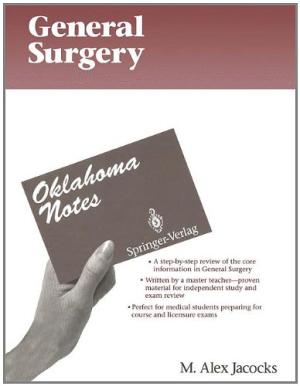 General
Surgery
Oklahoma
Notes
Springer-Verlag
• A step-by-step review of the core
information in General Surgery
• Written by a master teacher—proven
material for independent study and
exam review
• Perfect for medical students preparing for
course and licensure exams
M. Alex Jacocks